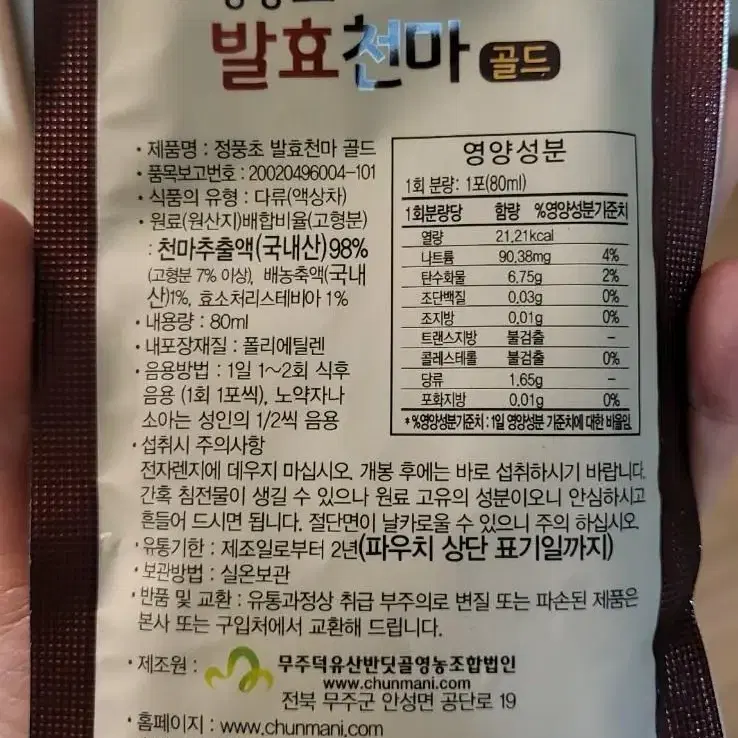 발효천마 골드
• 제품명 : 정풍초 발효천마 골드
• 품목보고번호 : 20020496004-101
• 식품의 유형 : 다류(액상차)
• 원료(원산지)배합비율(고형분)
: 천마추출액(국내산)98%
(고형분 7% 이상), 배농축액(국내
산)1%, 효소처리스테비아 1%
• 내용량 : 80ml
• 내포장재질 : 폴리에틸렌
• 음용방법 : 1일 1~2회 식후
음용 (1회 1포씩), 노약자나
소아는 성인의 1/2씩 음용
영양성분
1회 분량: 1포(80ml)
1회분량당 함량 %영양성분기준치
열량 21,21kcal
나트륨 90,38mg 4%
탄수화물 6,75g 2%
조단백질 0,03g 0%
조지방 0,01g 0%
트랜스지방 불검출 -
콜레스테롤 불검출 0%
당류 1,65g -
포화지방 0,01g 0%
* %영양성분기준치 : 1일 영양성분 기준치에 대한 비율임.
• 섭취시 주의사항
전자렌지에 데우지 마십시오. 개봉 후에는 바로 섭취하시기 바랍니다.
간혹 침전물이 생길 수 있으나 원료 고유의 성분이오니 안심하시고
흔들어 드시면 됩니다. 절단면이 날카로울 수 있으니 주의 하십시오.
• 유통기한 : 제조일로부터 2년(파우치 상단 표기일까지)
• 보관방법 : 실온보관
• 반품 및 교환 : 유통과정상 취급 부주의로 변질 또는 파손된 제품은
본사 또는 구입처에서 교환해 드립니다.
• 제조원 : 무주덕유산반딧골영농조합법인
www.chunmani.com
전북 무주군 안성면 공단로 19
• 홈페이지 : www.chunmani.com